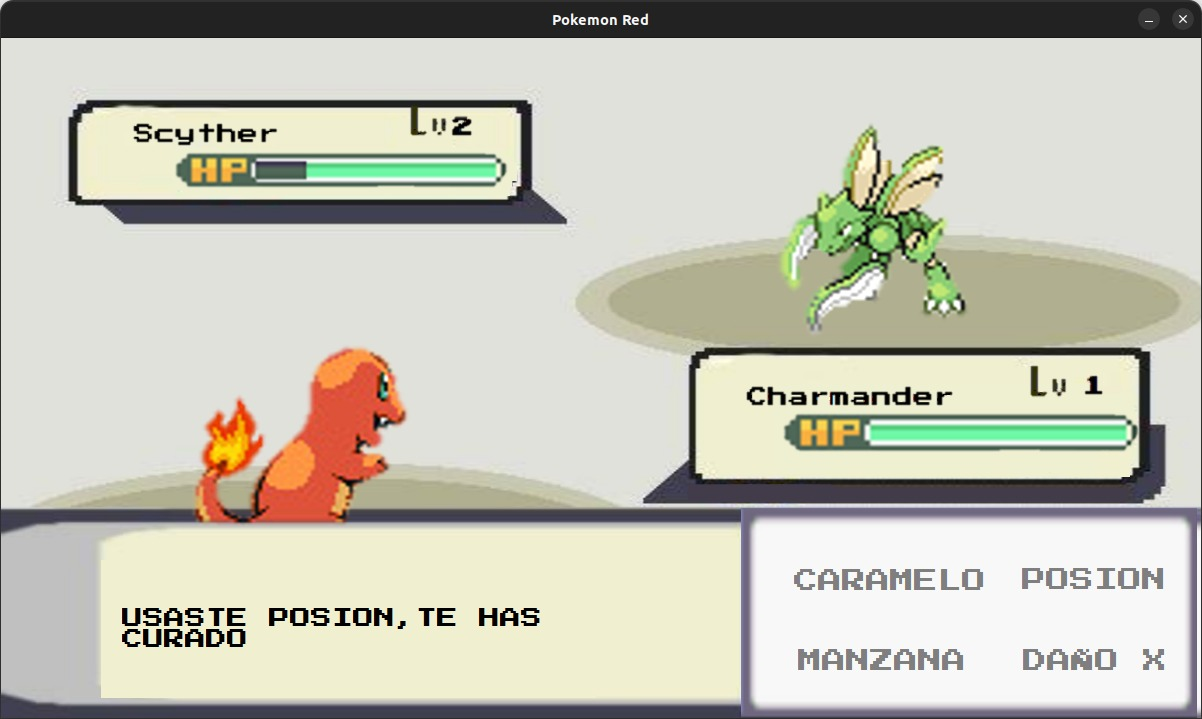 Pokemon Red
Scyther Lv2
HP
Charmander Lv 1
HP
USASTE POSION, TE HAS
CURADO
CARAMELO POSION
MANZANA DAÑO X